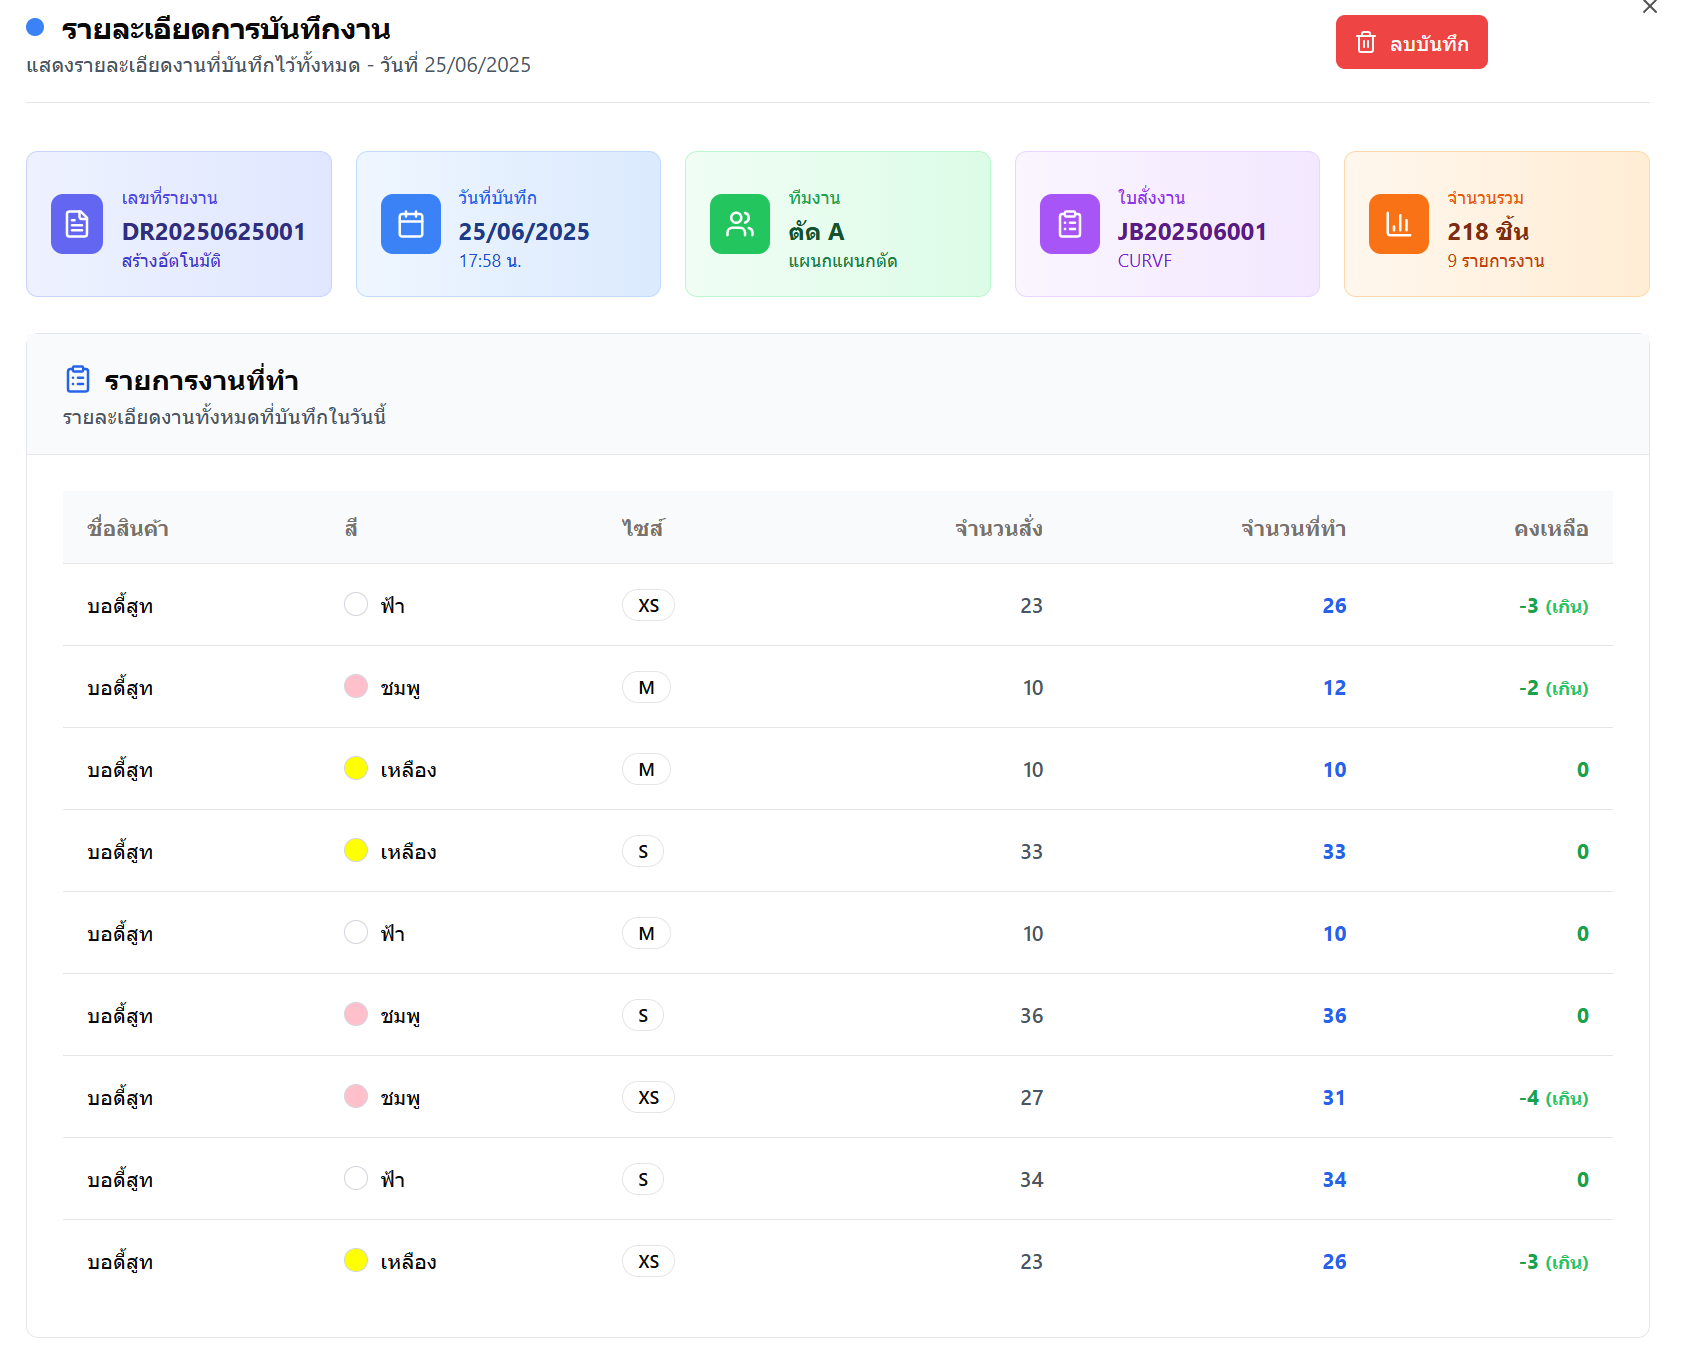 รายละเอียดการบันทึกงาน
ลบบันทึก
แสดงรายละเอียดงานที่บันทึกไว้ทั้งหมด - วันที่ 25/06/2025
เลขที่รายงาน
DR20250625001
สร้างอัตโนมัติ
วันที่บันทึก
25/06/2025
17:58 น.
ทีมงาน
ตัด A
แผนกแผนกตัด
ใบสั่งงาน
JB202506001
CURVF
จำนวนรวม
218 ชิ้น
9 รายการงาน
รายการงานที่ทำ
รายละเอียดงานทั้งหมดที่บันทึกในวันนี้
ชื่อสินค้า สี ไซส์ จำนวนสั่ง จำนวนที่ทำ คงเหลือ
บอดี้สูท ฟ้า XS 23 26 -3 (เกิน)
บอดี้สูท ชมพู M 10 12 -2 (เกิน)
บอดี้สูท เหลือง M 10 10 0
บอดี้สูท เหลือง S 33 33 0
บอดี้สูท ฟ้า M 10 10 0
บอดี้สูท ชมพู S 36 36 0
บอดี้สูท ชมพู XS 27 31 -4 (เกิน)
บอดี้สูท ฟ้า S 34 34 0
บอดี้สูท เหลือง XS 23 26 -3 (เกิน)